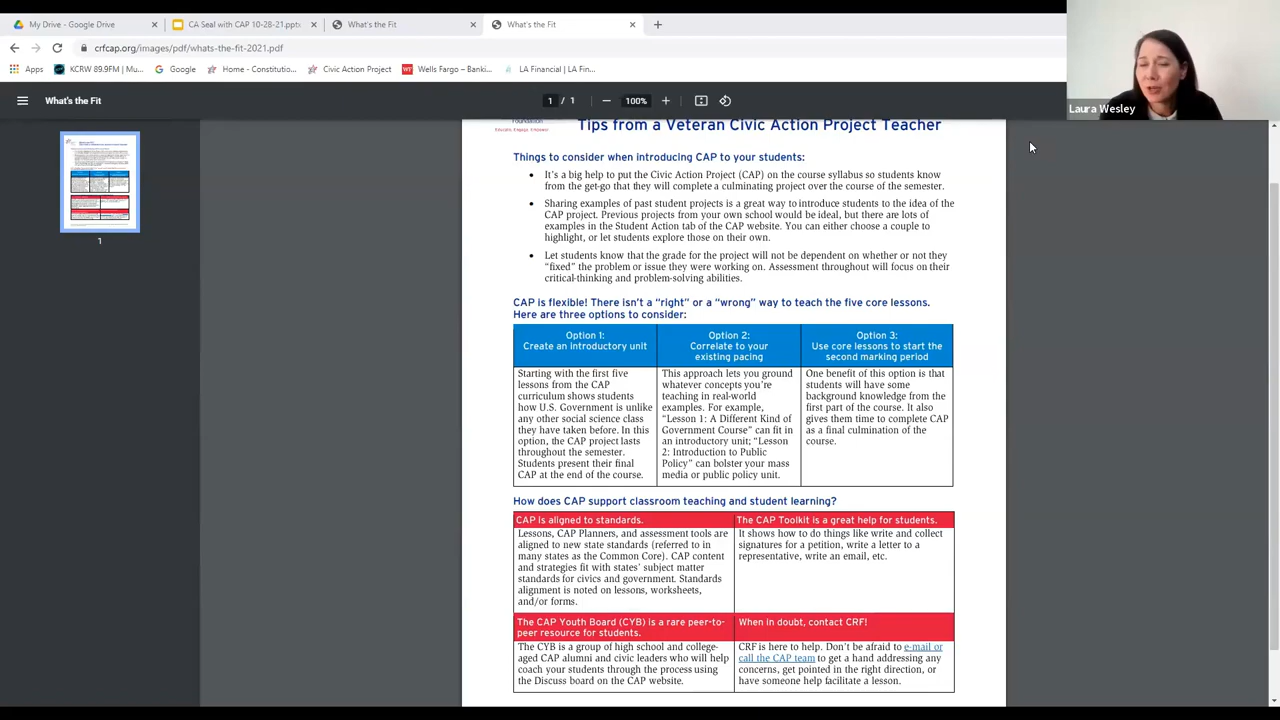 My Drive - Google Drive
CA Seal with CAP 10-28-21.pptx
What's the Fit
What's the Fit
crfcap.org/images/pdf/whats-the-fit-2021.pdf
Apps
KCRW 89.9FM | Mu...
Google
Home - Constitutio...
Civic Action Project
Wells Fargo – Banki...
LA Financial | LA Fin...
Laura Wesley
What's the Fit
1 / 1
100%
1
Foundation
Educate. Engage. Empower.
Tips from a Veteran Civic Action Project Teacher
Things to consider when introducing CAP to your students:
• It's a big help to put the Civic Action Project (CAP) on the course syllabus so students know
from the get-go that they will complete a culminating project over the course of the semester.
• Sharing examples of past student projects is a great way to introduce students to the idea of the
CAP project. Previous projects from your own school would be ideal, but there are lots of
examples in the Student Action tab of the CAP website. You can either choose a couple to
highlight, or let students explore those on their own.
• Let students know that the grade for the project will not be dependent on whether or not they
“fixed” the problem or issue they were working on. Assessment throughout will focus on their
critical-thinking and problem-solving abilities.
CAP is flexible! There isn't a “right” or a “wrong” way to teach the five core lessons.
Here are three options to consider:
Option 1:
Create an introductory unit
Starting with the first five
lessons from the CAP
curriculum shows students
how U.S. Government is unlike
any other social science class
they have taken before. In this
option, the CAP project lasts
throughout the semester.
Students present their final
CAP at the end of the course.
Option 2:
Correlate to your
existing pacing
This approach lets you ground
whatever concepts you're
teaching in real-world
examples. For example,
“Lesson 1: A Different Kind of
Government Course” can fit in
an introductory unit; “Lesson
2: Introduction to Public
Policy” can bolster your mass
media or public policy unit.
Option 3:
Use core lessons to start the
second marking period
One benefit of this option is that
students will have some
background knowledge from the
first part of the course. It also
gives them time to complete CAP
as a final culmination of the
course.
How does CAP support classroom teaching and student learning?
CAP Is aligned to standards.
Lessons, CAP Planners, and assessment tools are
aligned to new state standards (referred to in
many states as the Common Core). CAP content
and strategies fit with states' subject matter
standards for civics and government. Standards
alignment is noted on lessons, worksheets,
and/or forms.
The CAP Toolkit is a great help for students.
It shows how to do things like write and collect
signatures for a petition, write a letter to a
representative, write an email, etc.
The CAP Youth Board (CYB) is a rare peer-to-
peer resource for students.
The CYB is a group of high school and college-
aged CAP alumni and civic leaders who will help
coach your students through the process using
the Discuss board on the CAP website.
When in doubt, contact CRF!
CRF is here to help. Don't be afraid to e-mail or
call the CAP team to get a hand addressing any
concerns, get pointed in the right direction, or
have someone help facilitate a lesson.